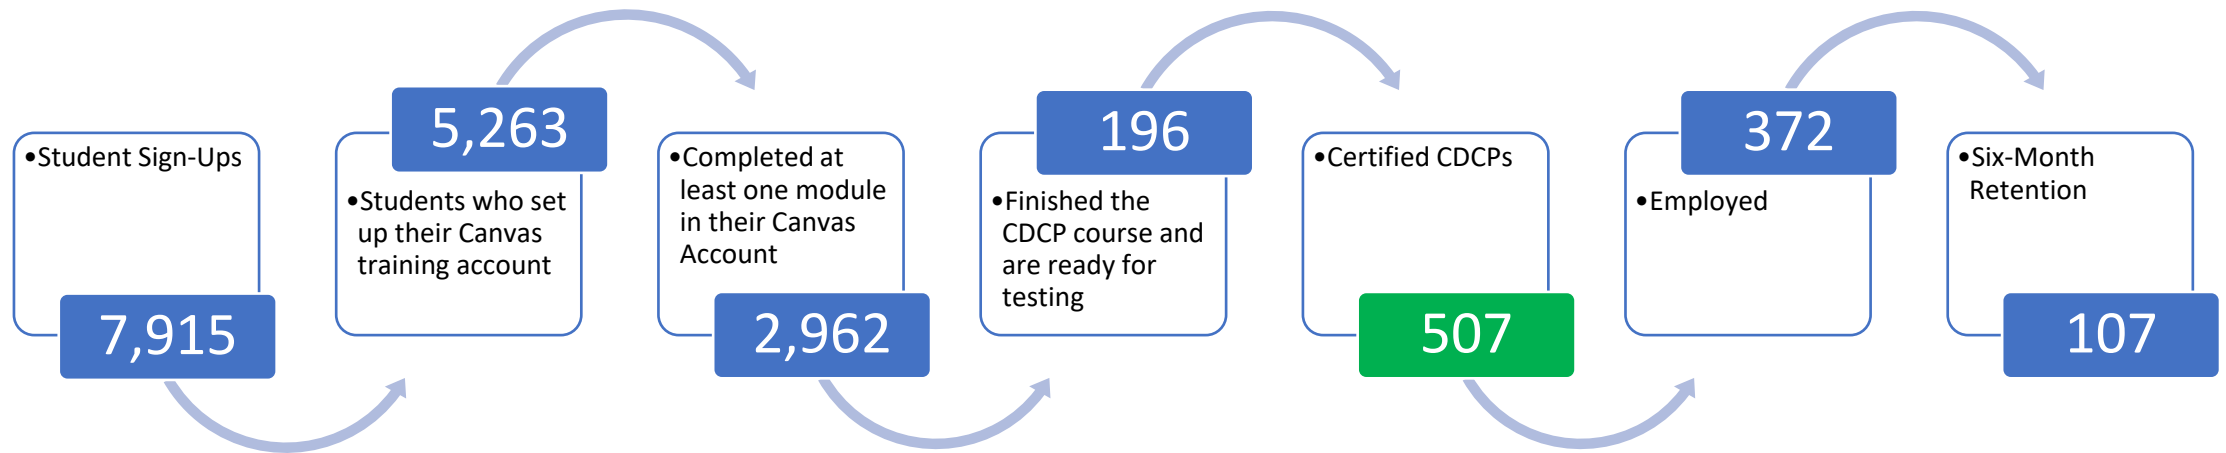 •Student Sign-Ups
7,915
5,263
•Students who set
up their Canvas
training account
•Completed at
least one module
in their Canvas
Account
2,962
196
•Finished the
CDCP course and
are ready for
testing
•Certified CDCPs
507
372
•Employed
•Six-Month
Retention
107